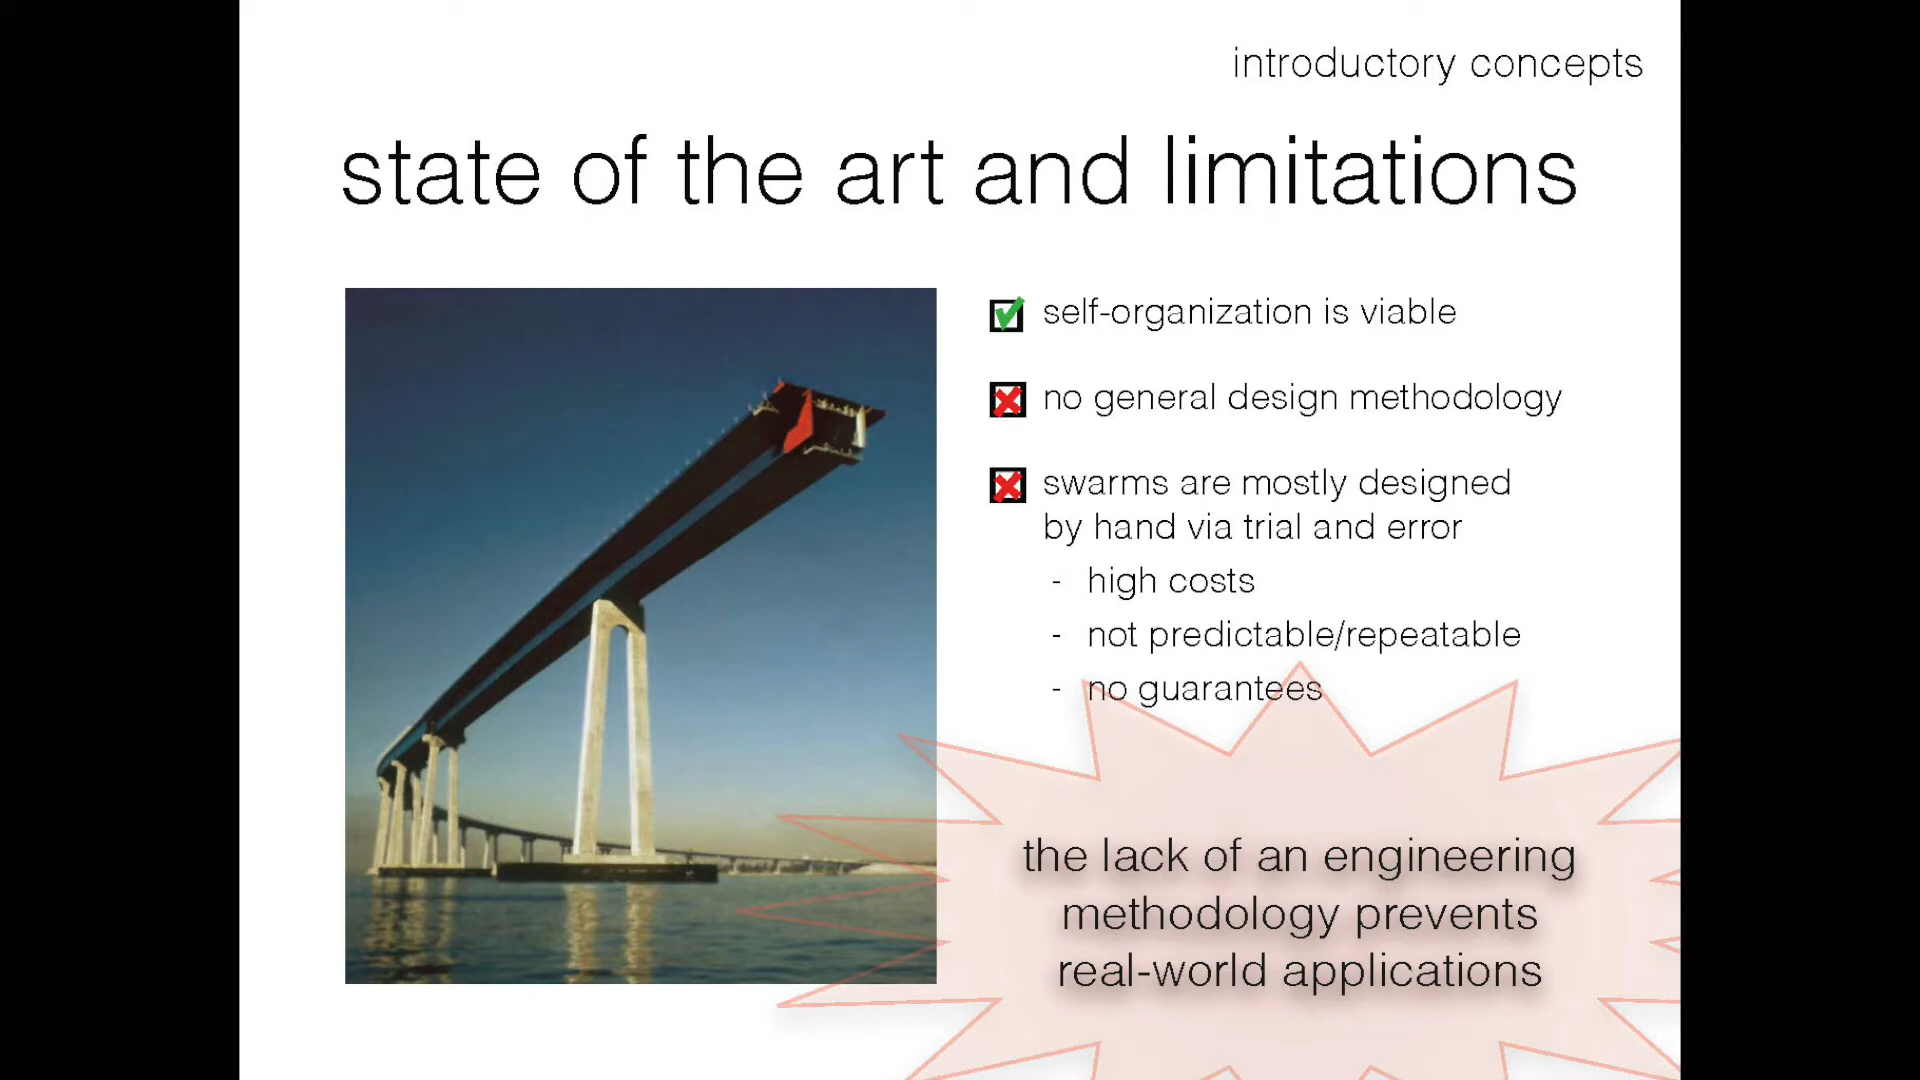 introductory concepts
state of the art and limitations
self-organization is viable
no general design methodology
swarms are mostly designed
by hand via trial and error
- high costs
- not predictable/repeatable
- no guarantees
the lack of an engineering
methodology prevents
real-world applications